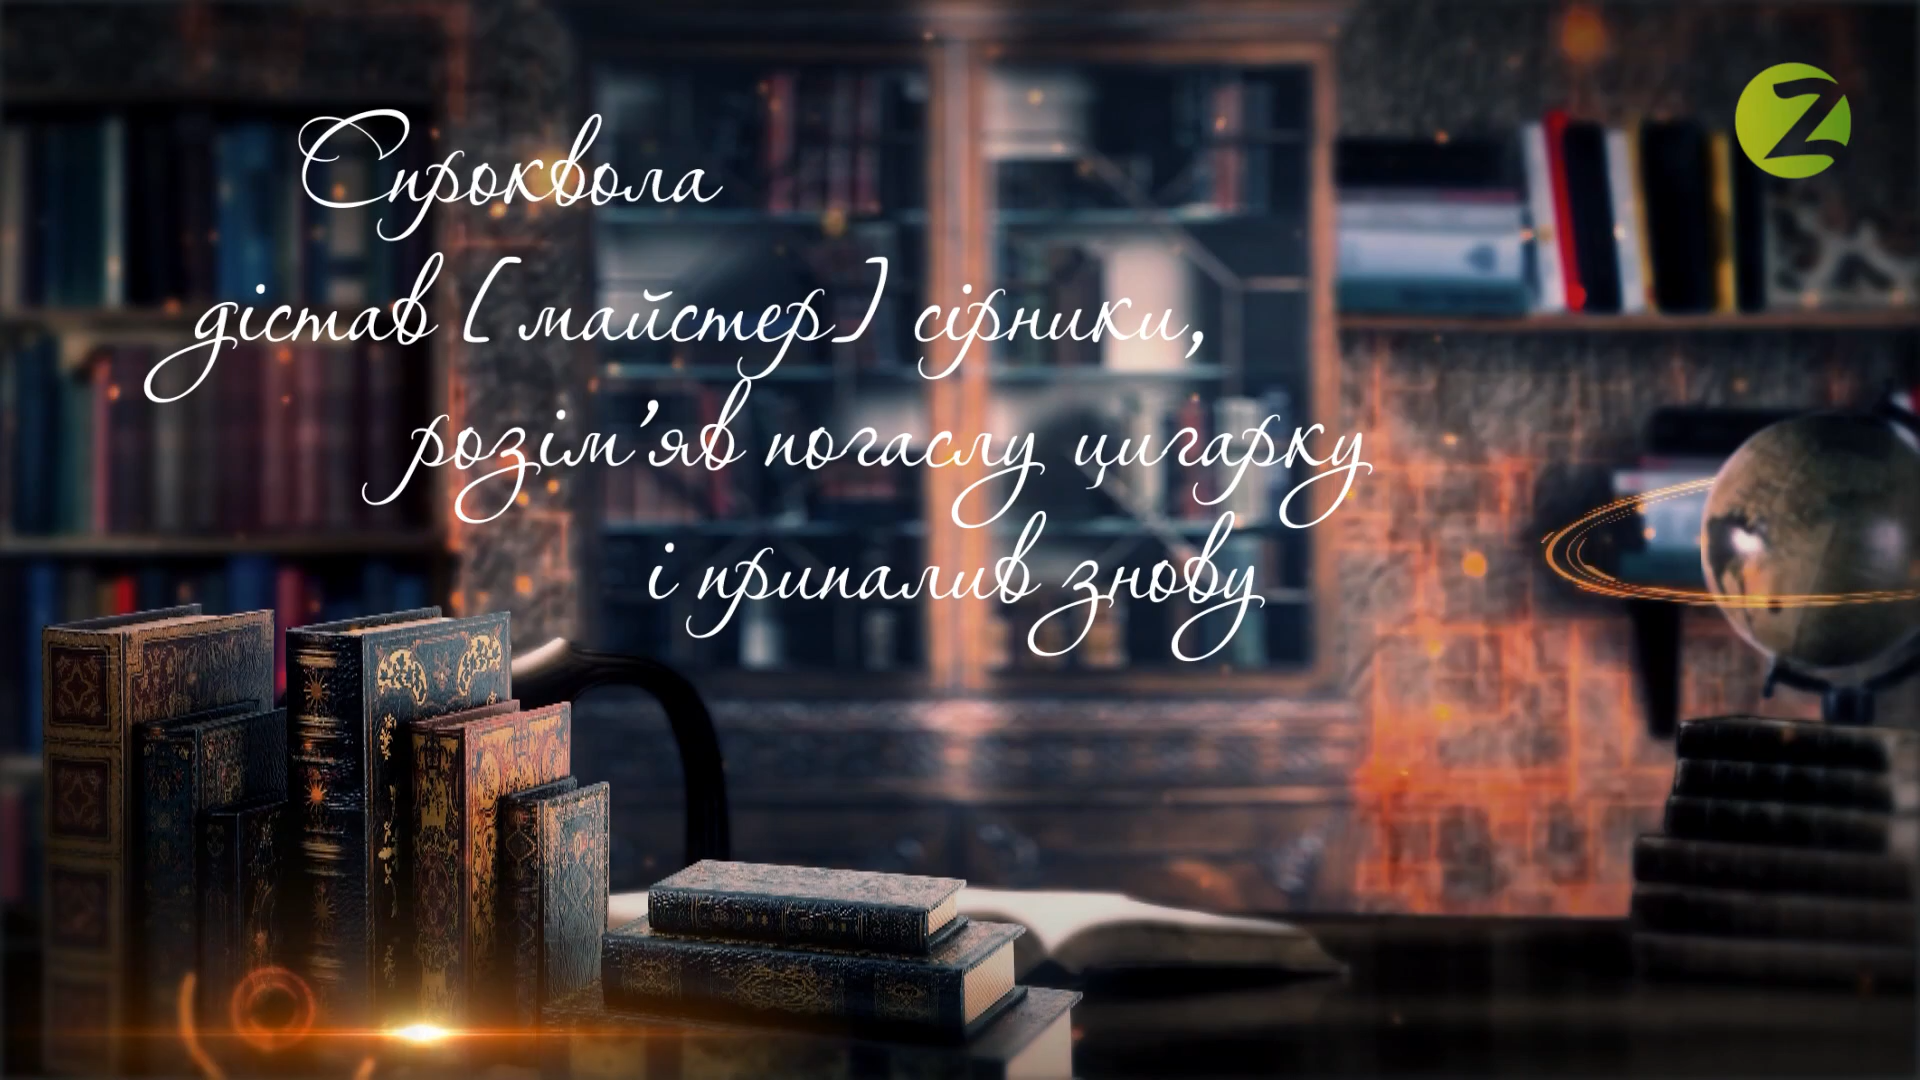 Спроквола
дістав [майстер] сірники,
розім'яв погаслу цигарку
і припалив знову
Z